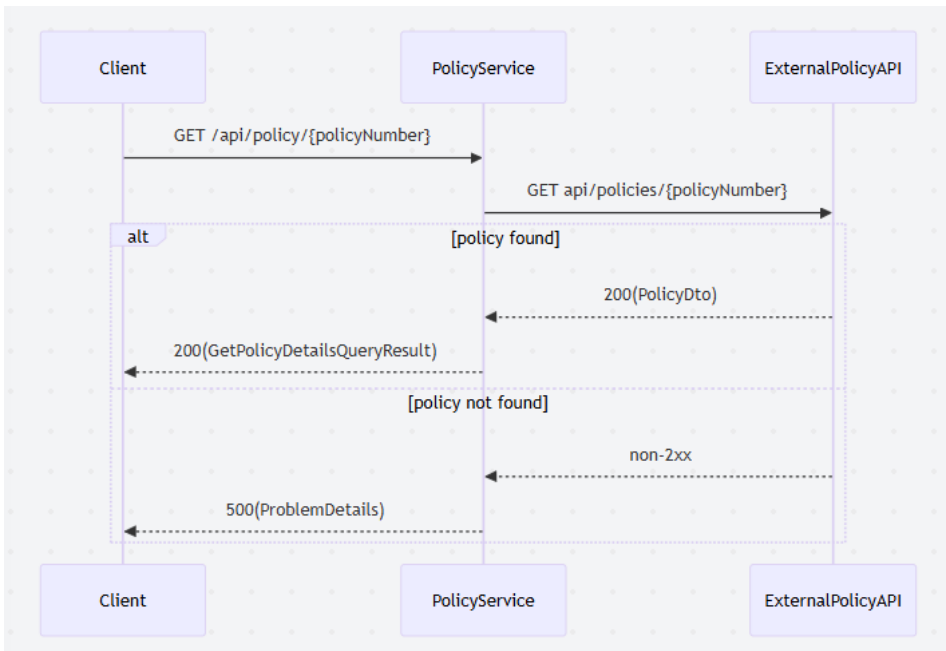 Client PolicyService ExternalPolicyAPI
GET /api/policy/{policyNumber}
GET api/policies/{policyNumber}
alt [policy found]
200(PolicyDto)
200(GetPolicyDetailsQueryResult)
[policy not found]
non-2xx
500(ProblemDetails)
Client PolicyService ExternalPolicyAPI